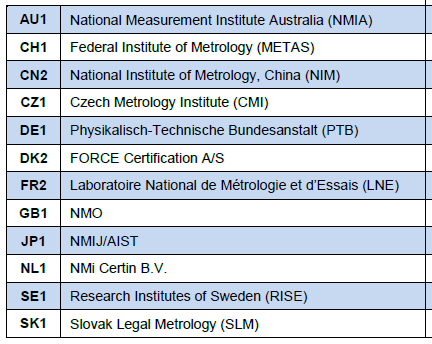 AU1 National Measurement Institute Australia (NMIA)
CH1 Federal Institute of Metrology (METAS)
CN2 National Institute of Metrology, China (NIM)
CZ1 Czech Metrology Institute (CMI)
DE1 Physikalisch-Technische Bundesanstalt (PTB)
DK2 FORCE Certification A/S
FR2 Laboratoire National de Métrologie et d’Essais (LNE)
GB1 NMO
JP1 NMIJ/AIST
NL1 NMi Certin B.V.
SE1 Research Institutes of Sweden (RISE)
SK1 Slovak Legal Metrology (SLM)